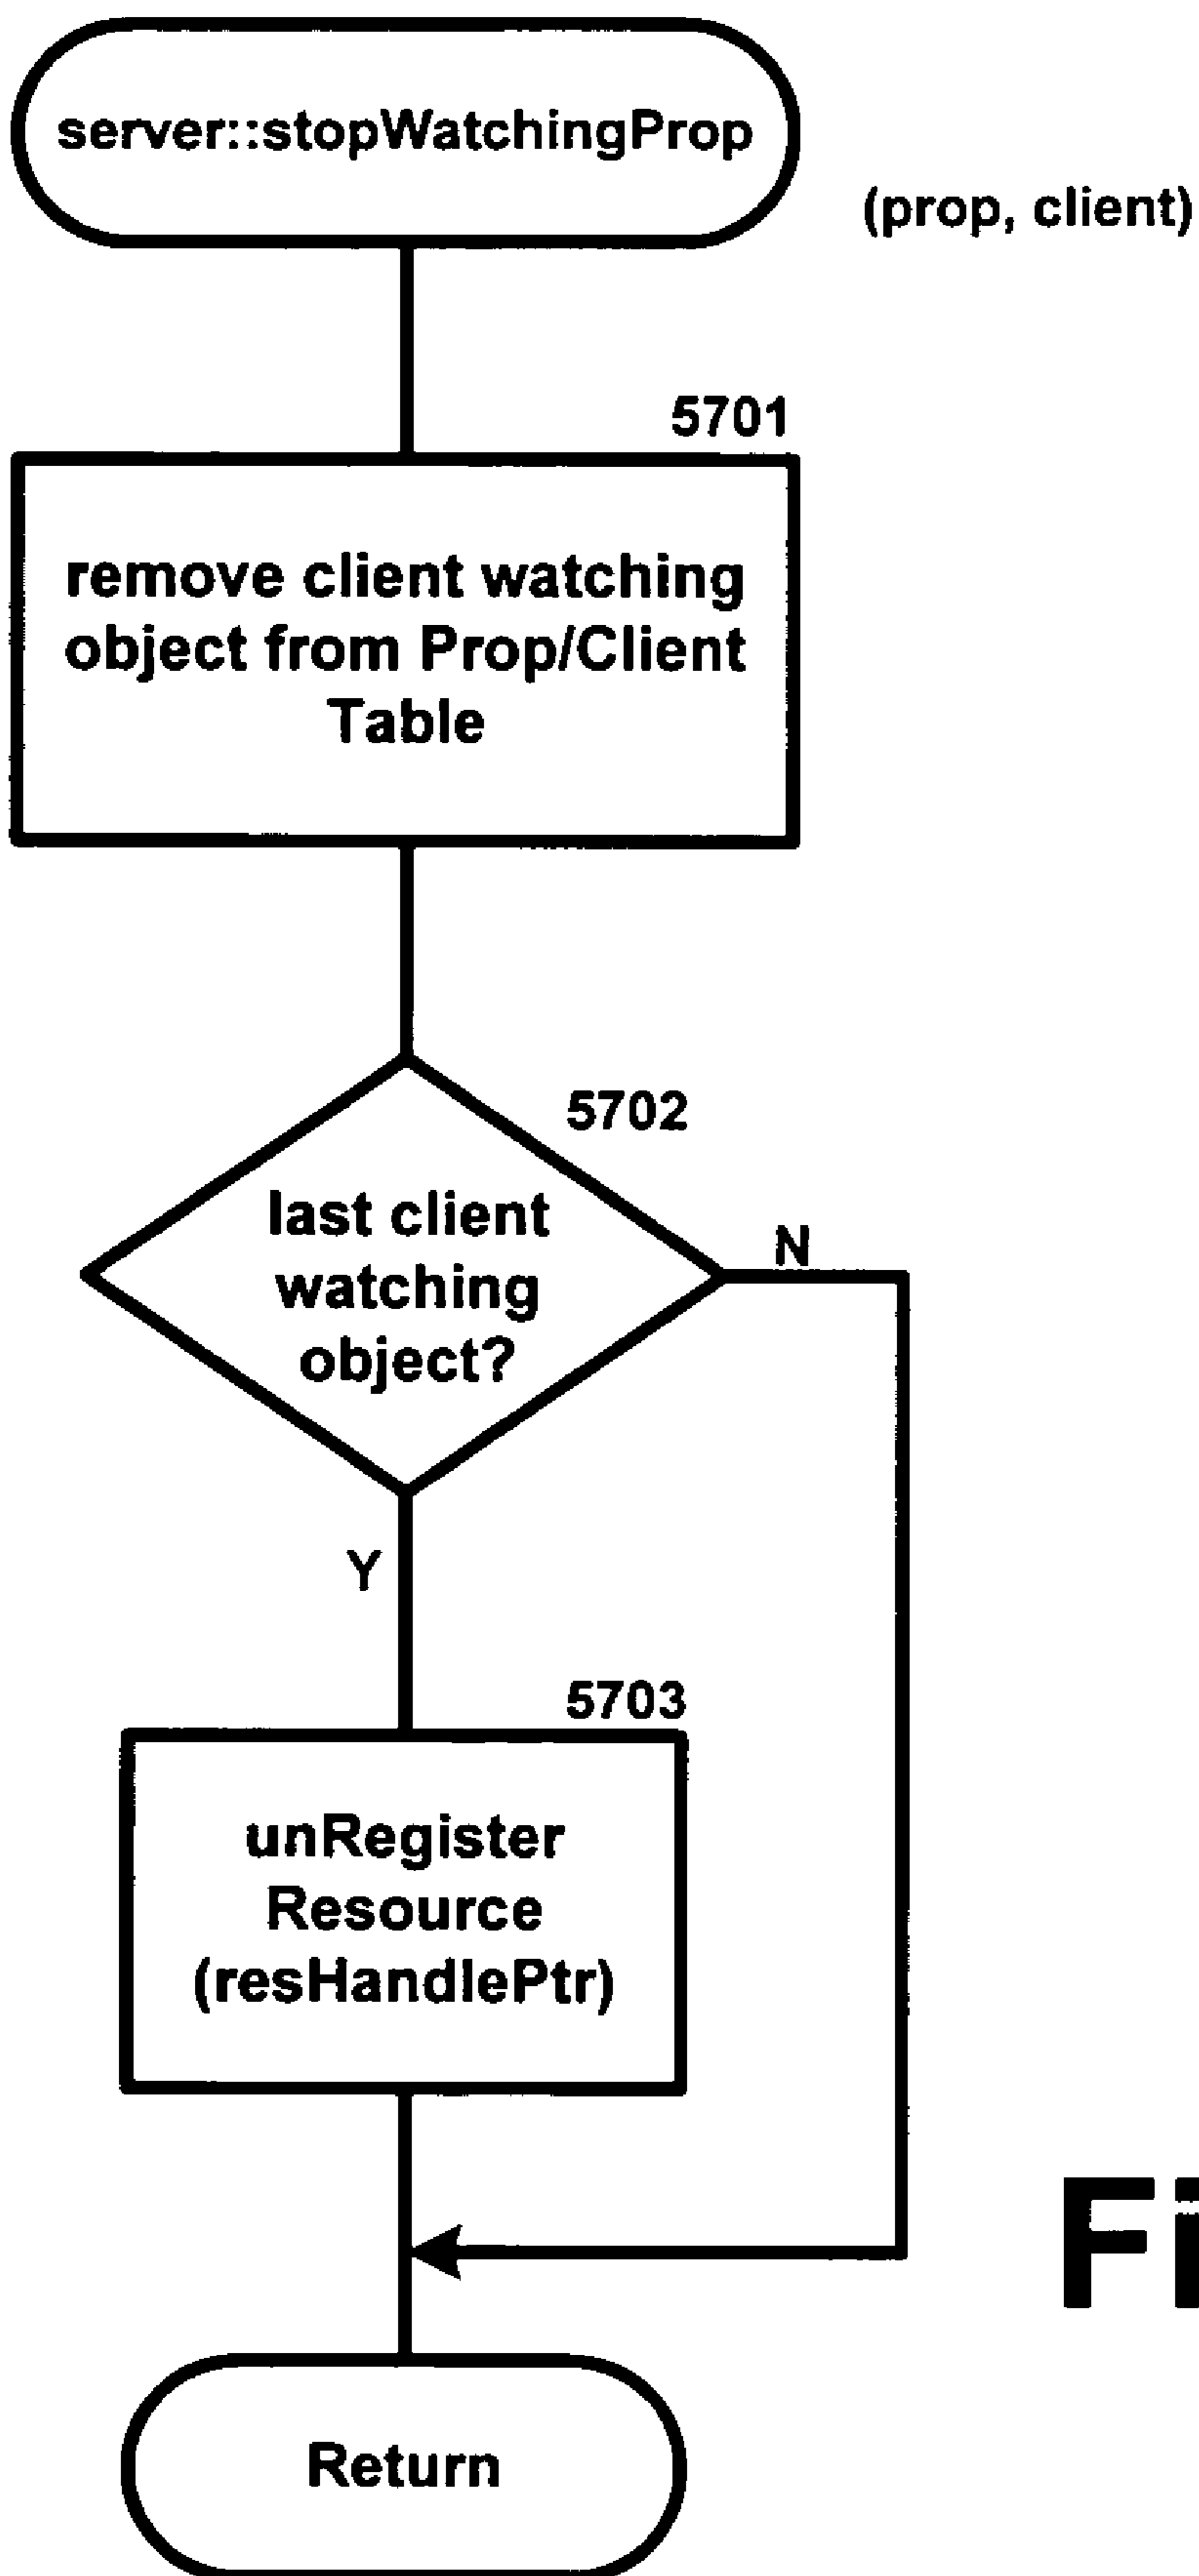 server::stopWatchingProp
(prop, client)
5701
remove client watching
object from Prop/Client
Table
5702
last client
watching
object?
N
Y
5703
unRegister
Resource
(resHandlePtr)
Fi
Return